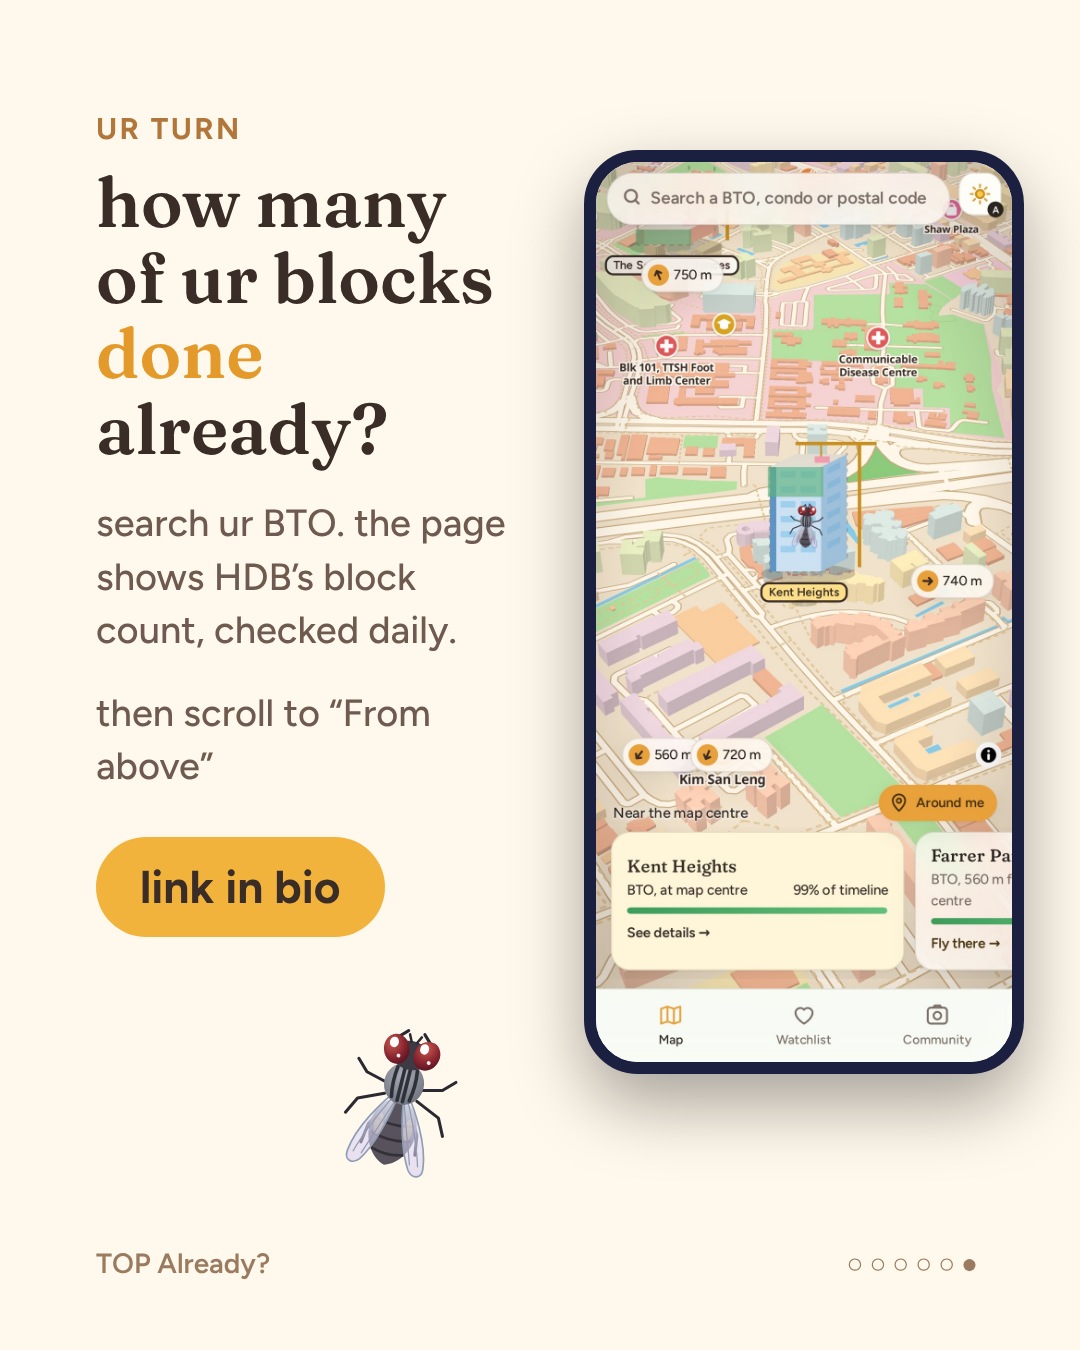 UR TURN
how many
of ur blocks
done
already?
search ur BTO. the page
shows HDB’s block
count, checked daily.
then scroll to “From
above”
link in bio
TOP Already?
Search a BTO, condo or postal code
A
Shaw Plaza
The S
es
750 m
Blk 101, TTSH Foot
and Limb Center
Communicable
Disease Centre
Kent Heights
740 m
560 m
720 m
Kim San Leng
Around me
Near the map centre
Kent Heights
BTO, at map centre
99% of timeline
See details →
Farrer Pa
BTO, 560 m f
centre
Fly there →
Map
Watchlist
Community